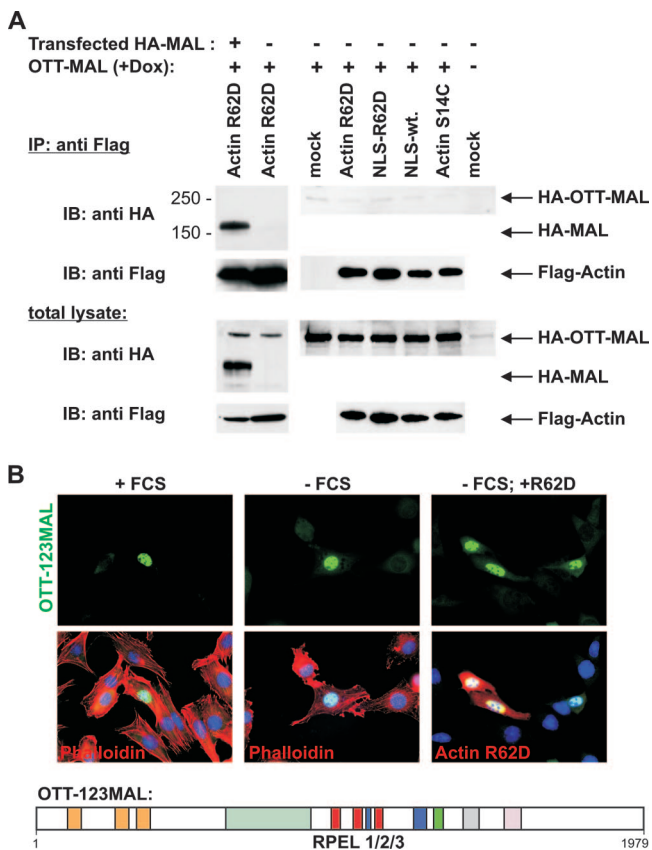 A
Transfected HA-MAL : + - - - - - - -
OTT-MAL (+Dox): + + + + + + + -
IP: anti Flag
Actin R62D
Actin R62D
mock
Actin R62D
NLS-R62D
NLS-wt.
Actin S14C
mock
250 -
150 -
IB: anti HA
HA-OTT-MAL
HA-MAL
IB: anti Flag
Flag-Actin
total lysate:
IB: anti HA
HA-OTT-MAL
HA-MAL
IB: anti Flag
Flag-Actin
B
+ FCS
- FCS
- FCS; +R62D
OTT-123MAL
Phalloidin
Phalloidin
Actin R62D
OTT-123MAL:
1
RPEL 1/2/3
1979